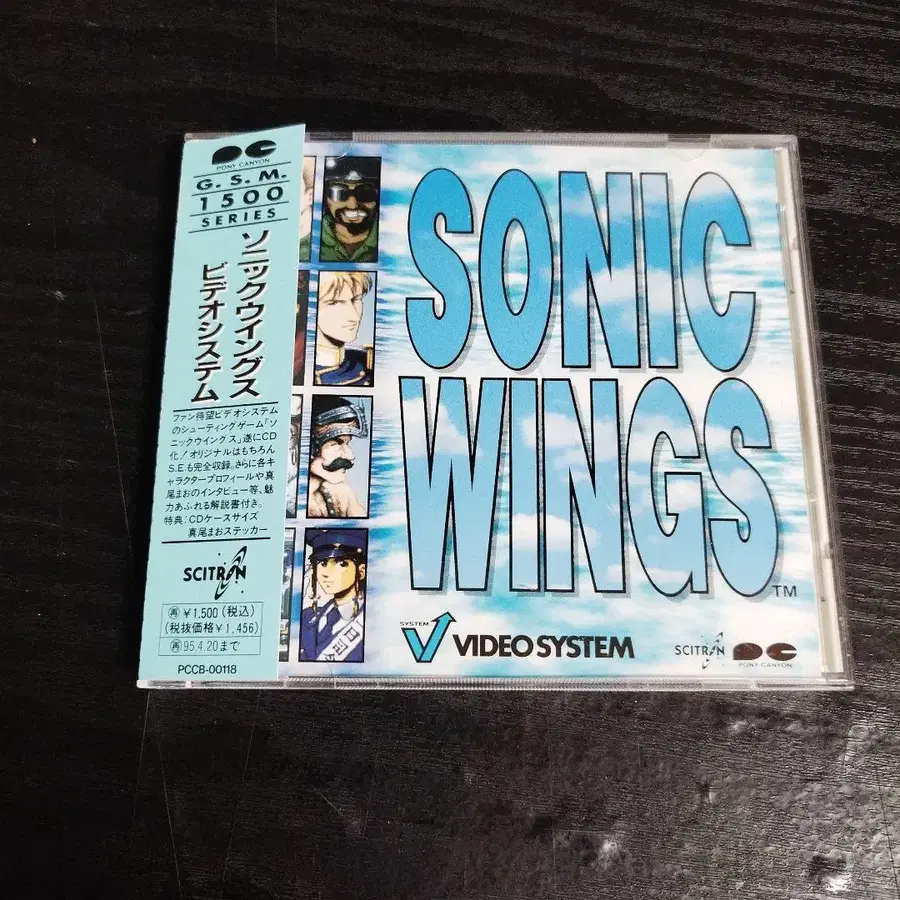 PONY CANYON
G. S. M.
1500
SERIES
ソニックウイングス
ビデオシステム
ファン待望ビデオシステム
のシューティングゲーム「ソ
ニックウイングス」遂にCD
化!オリジナルはもちろん
S.E.も完全収録。さらに各キ
ャラクタープロフィールや真
尾まおのインタビュー等、魅
力あふれる解説書付き。
特典:CDケースサイズ
真尾まおステッカー
SCITRON
再 ¥1,500(税込)
(税抜価格¥1,456)
再 95.4.20まで
PCCB-00118
SONIC
WINGS
TM
SYSTEM
VIDEO SYSTEM
SCITRON
PONY CANYON